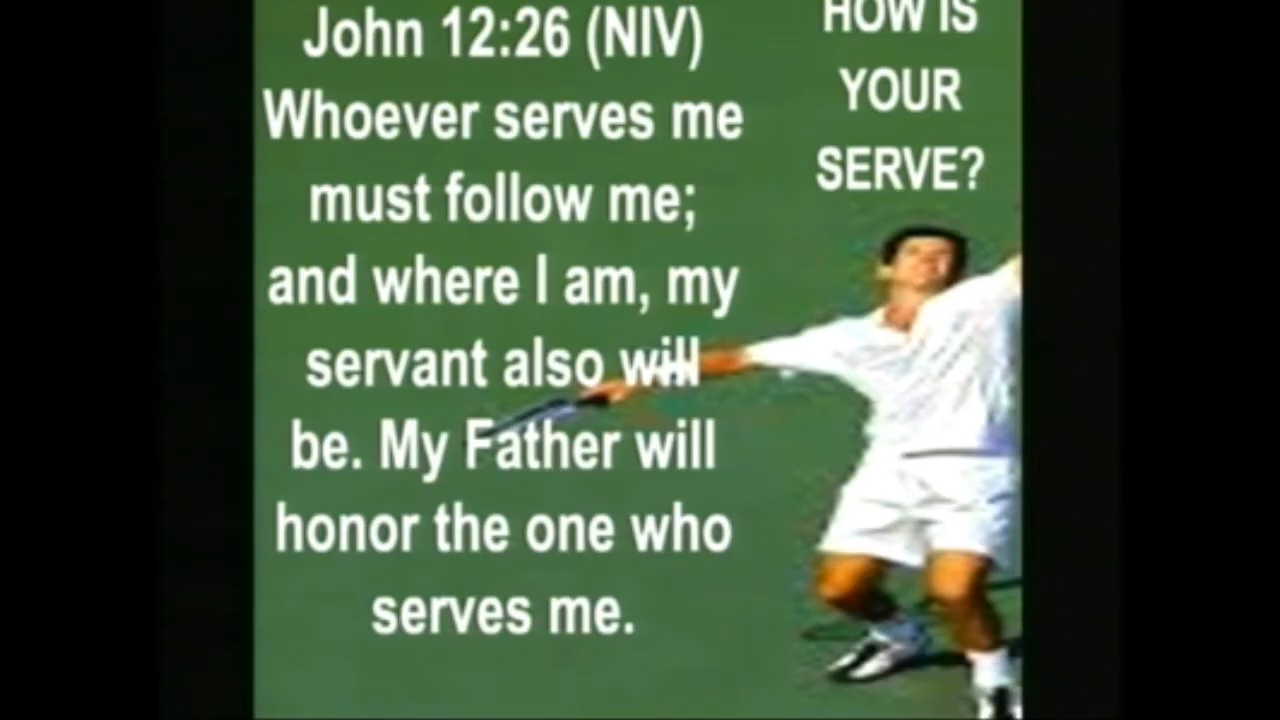 John 12:26 (NIV)
Whoever serves me
must follow me;
and where I am, my
servant also will
be. My Father will
honor the one who
serves me.
HOW IS
YOUR
SERVE?